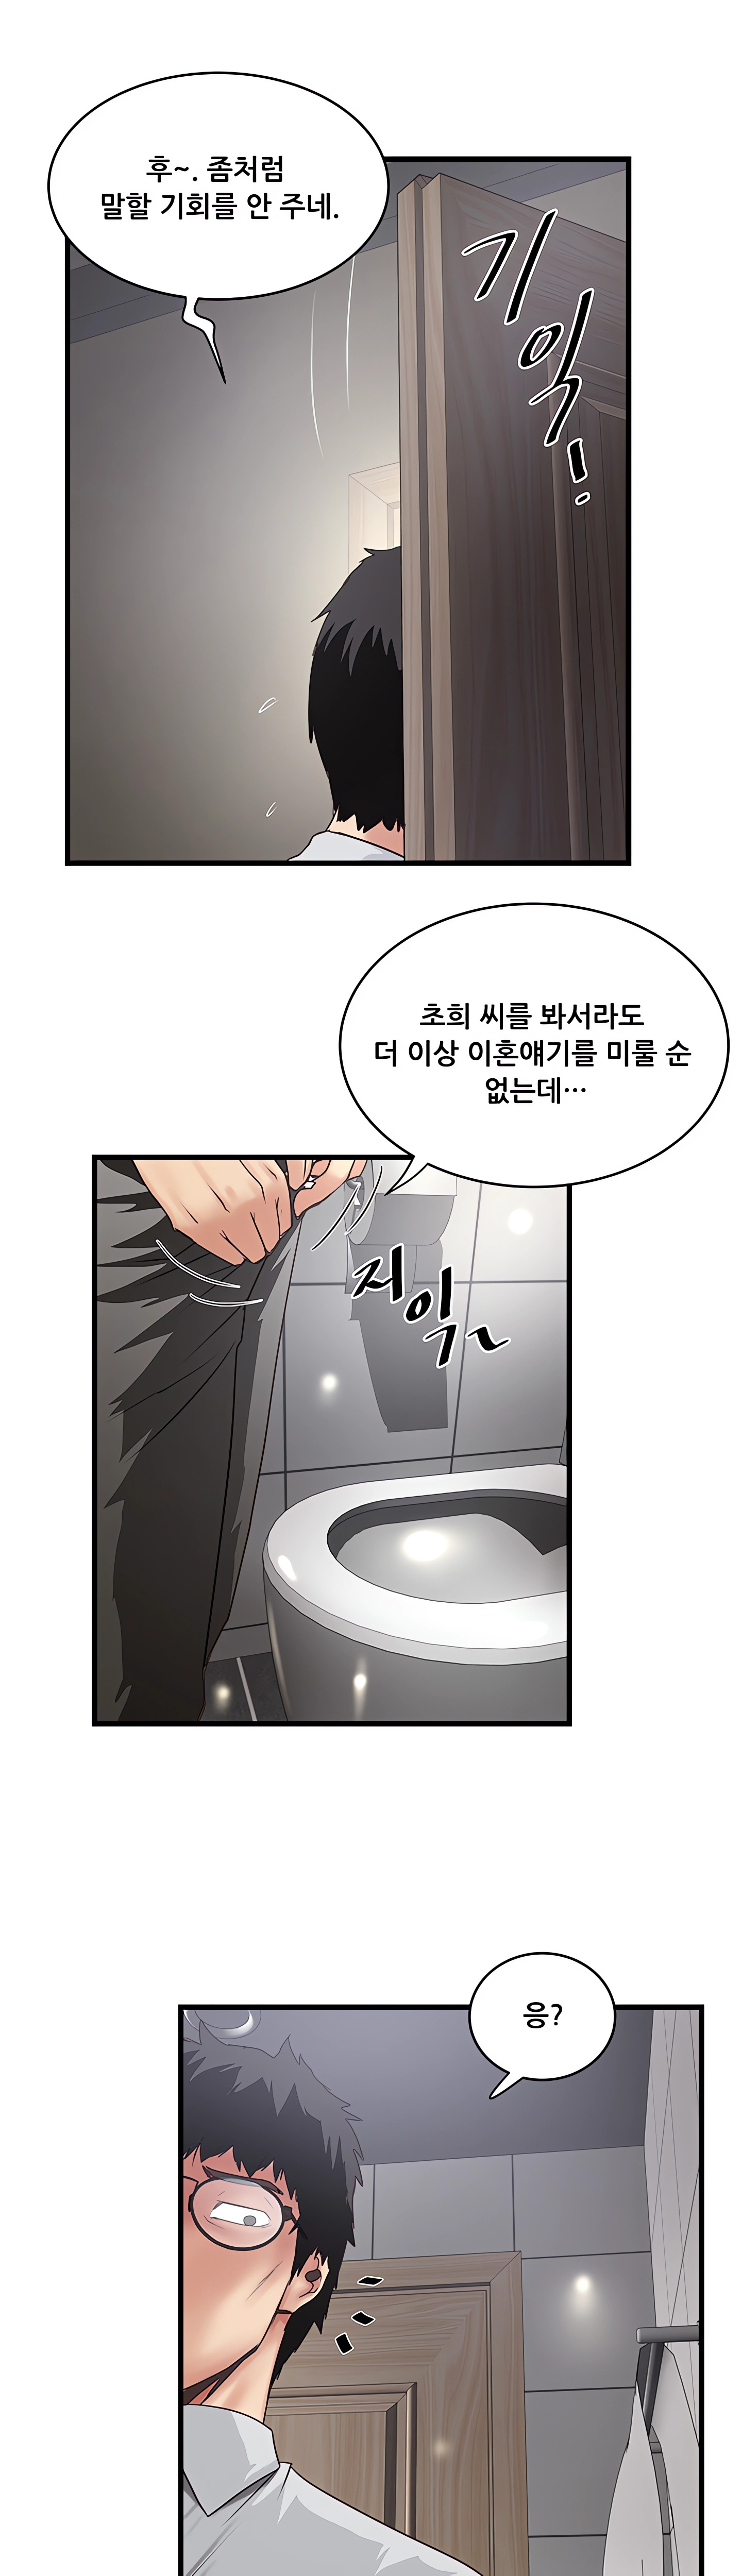 후~. 좀처럼
말할 기회를 안 주네.
기익!
초희 씨를 봐서라도
더 이상 이혼얘기를 미룰 순
없는데…
지익~
응?